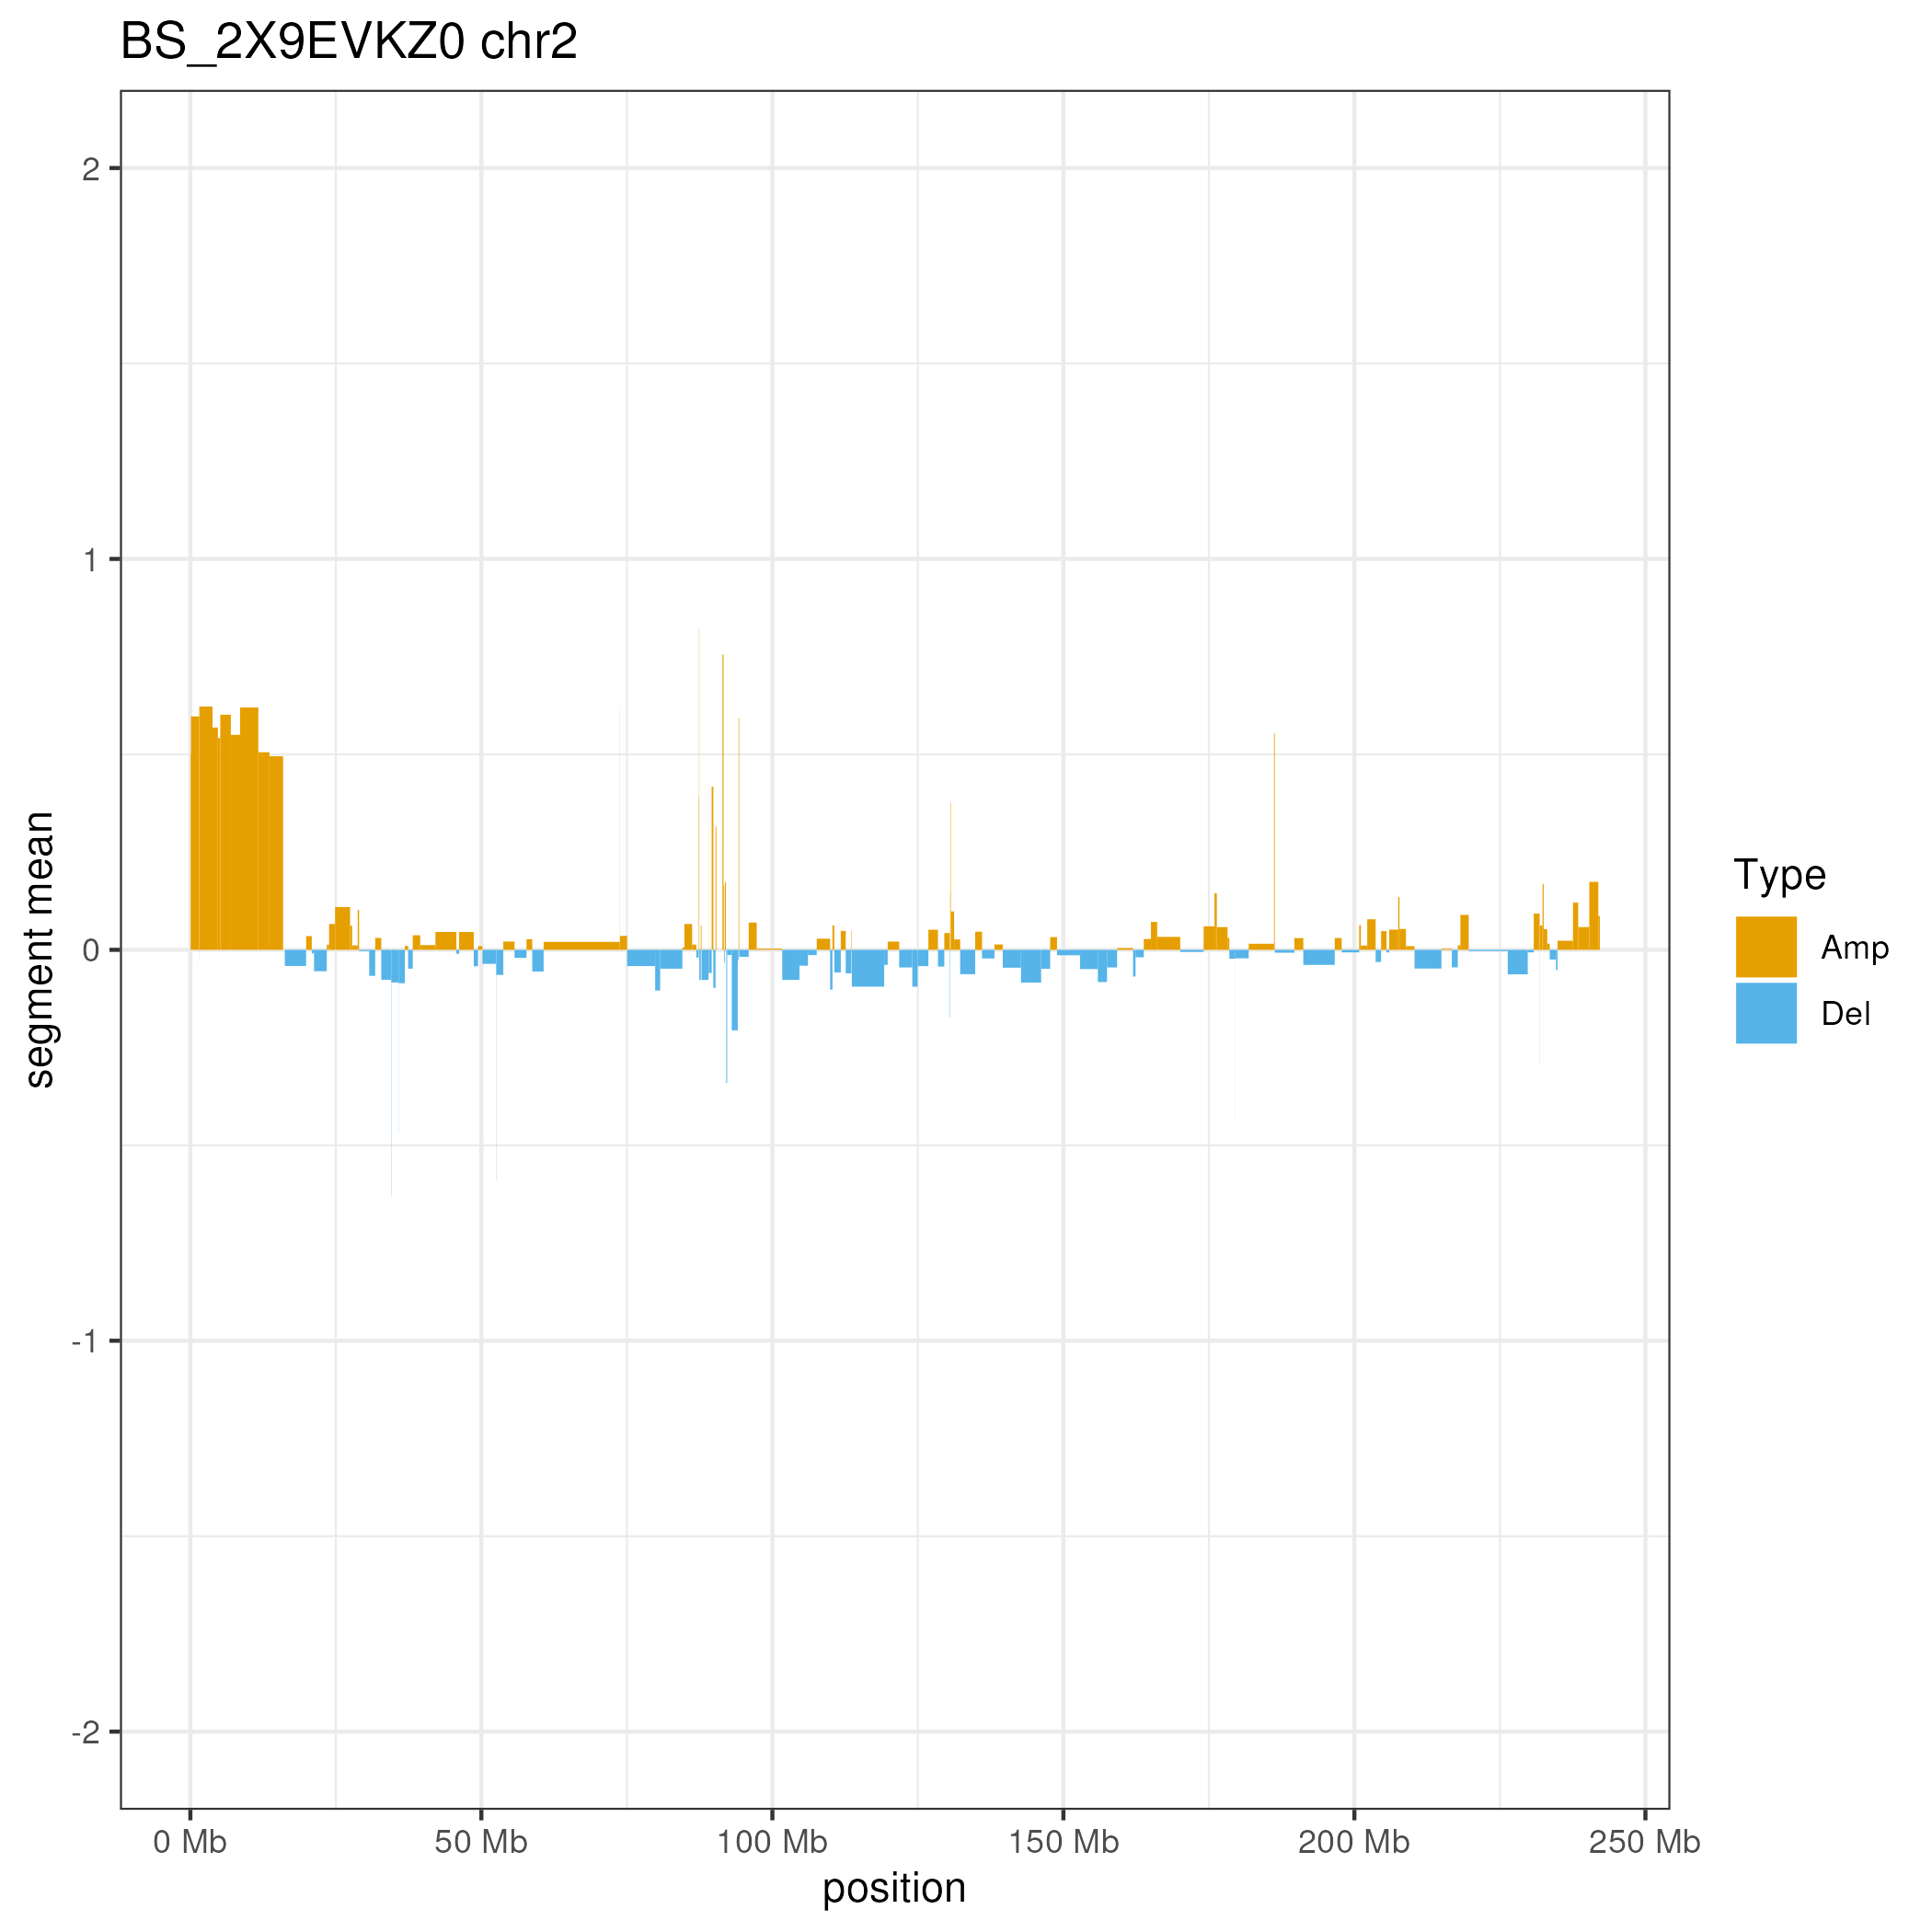 BS_2X9EVKZ0 chr2
2
1
0
-1
-2
segment mean
0 Mb
50 Mb
100 Mb
150 Mb
200 Mb
250 Mb
position
Type
Amp
Del